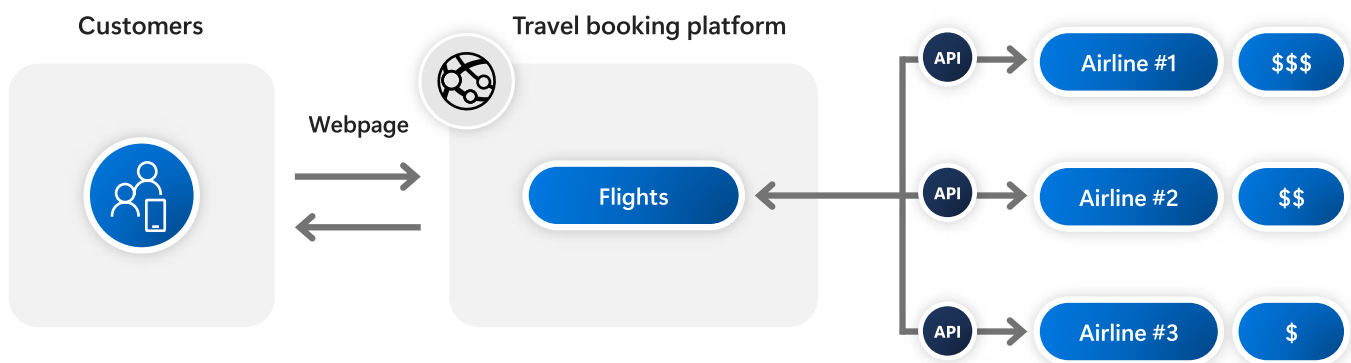 Customers
Travel booking platform
Webpage
Flights
API
Airline #1
$$$
API
Airline #2
$$
API
Airline #3
$